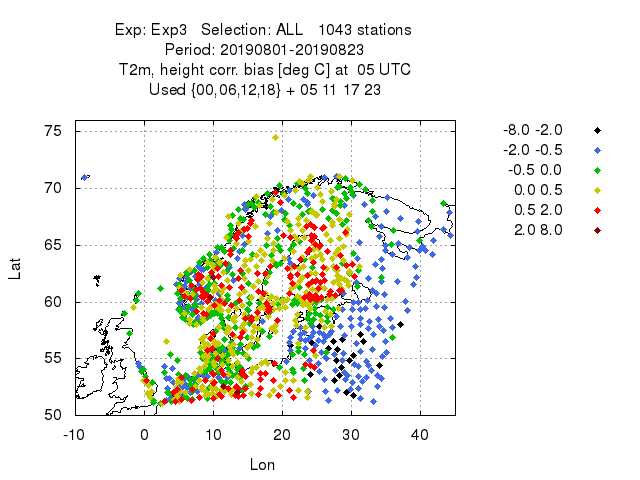 Exp: Exp3   Selection: ALL   1043 stations
Period: 20190801-20190823
T2m, height corr. bias [deg C] at  05 UTC
Used {00,06,12,18} + 05 11 17 23
-8.0 -2.0
-2.0 -0.5
-0.5 0.0
0.0 0.5
0.5 2.0
2.0 8.0
Lat
75
70
65
60
55
50
-10 0 10 20 30 40
Lon